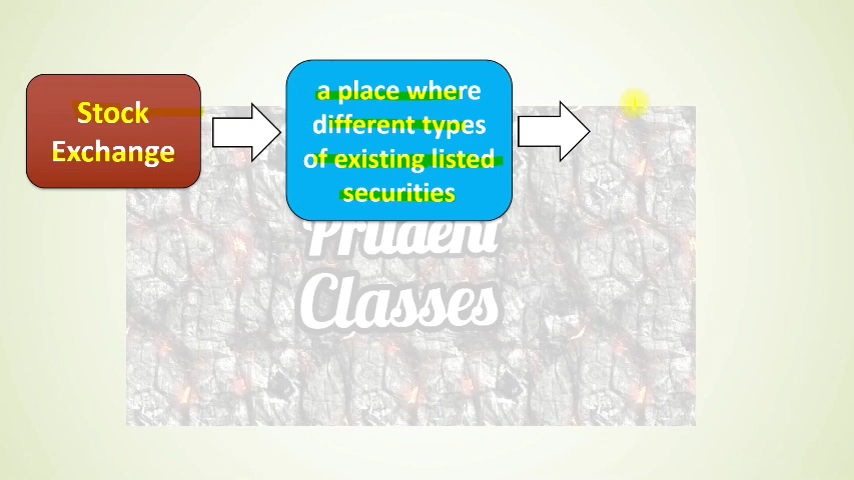 Stock
Exchange
a place where
different types
of existing listed
securities
Prudent
Classes